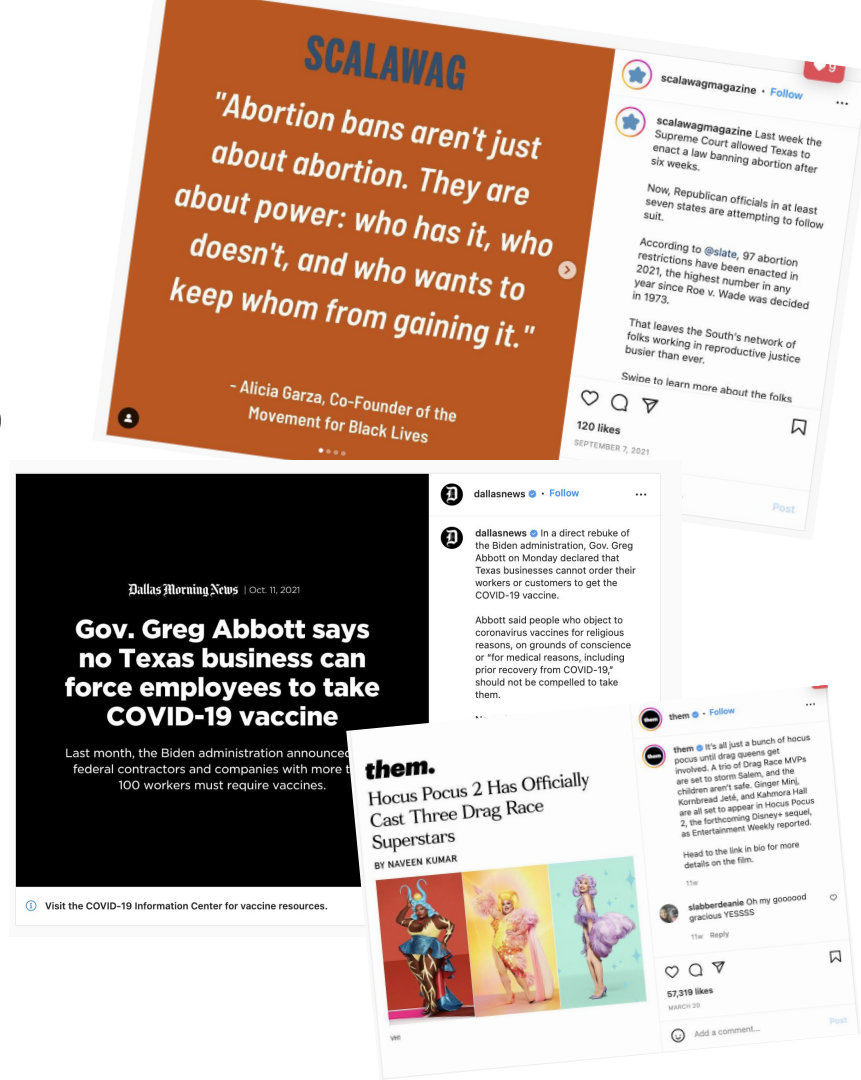 SCALAWAG
"Abortion bans aren't just
about abortion. They are
about power: who has it, who
doesn't, and who wants to
keep whom from gaining it."
- Alicia Garza, Co-Founder of the
Movement for Black Lives
9
scalawagmagazine • Follow
scalawagmagazine Last week the
Supreme Court allowed Texas to
enact a law banning abortion after
six weeks.
Now, Republican officials in at least
seven states are attempting to follow
suit.
According to @slate, 97 abortion
restrictions have been enacted in
2021, the highest number in any
year since Roe v. Wade was decided
in 1973.
That leaves the South's network of
folks working in reproductive justice
busier than ever.
Swipe to learn more about the folks
120 likes
SEPTEMBER 7, 2021
Post
Dallas Morning News | Oct. 11, 2021
Gov. Greg Abbott says
no Texas business can
force employees to take
COVID-19 vaccine
Last month, the Biden administration announced
federal contractors and companies with more t
100 workers must require vaccines.
Visit the COVID-19 Information Center for vaccine resources.
D
dallasnews • Follow
D
dallasnews In a direct rebuke of
the Biden administration, Gov. Greg
Abbott on Monday declared that
Texas businesses cannot order their
workers or customers to get the
COVID-19 vaccine.
Abbott said people who object to
coronavirus vaccines for religious
reasons, on grounds of conscience
or "for medical reasons, including
prior recovery from COVID-19,"
should not be compelled to take
them.
them.
Hocus Pocus 2 Has Officially
Cast Three Drag Race
Superstars
BY NAVEEN KUMAR
VH1
them
them • Follow
them
them It's all just a bunch of hocus
pocus until drag queens get
involved. A trio of Drag Race MVPs
are set to storm Salem, and the
children aren't safe. Ginger Minj,
Kornbread Jeté, and Kahmora Hall
are all set to appear in Hocus Pocus
2, the forthcoming Disney+ sequel,
as Entertainment Weekly reported.
Head to the link in bio for more
details on the film.
11w
slabberdeanie Oh my goooood
gracious YESSSS
11w Reply
57,319 likes
MARCH 20
Add a comment...
Post